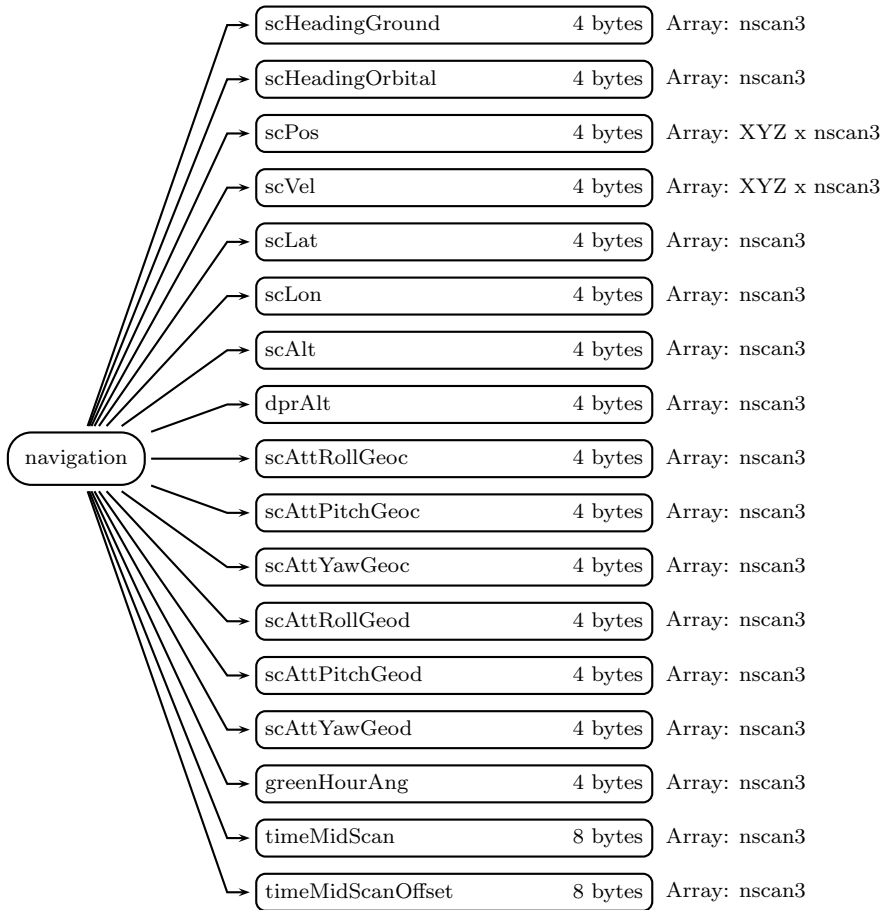 scHeadingGround 4 bytes Array: nscan3
scHeadingOrbital 4 bytes Array: nscan3
scPos 4 bytes Array: XYZ x nscan3
scVel 4 bytes Array: XYZ x nscan3
scLat 4 bytes Array: nscan3
scLon 4 bytes Array: nscan3
scAlt 4 bytes Array: nscan3
dprAlt 4 bytes Array: nscan3
navigation
scAttRollGeoc 4 bytes Array: nscan3
scAttPitchGeoc 4 bytes Array: nscan3
scAttYawGeoc 4 bytes Array: nscan3
scAttRollGeod 4 bytes Array: nscan3
scAttPitchGeod 4 bytes Array: nscan3
scAttYawGeod 4 bytes Array: nscan3
greenHourAng 4 bytes Array: nscan3
timeMidScan 8 bytes Array: nscan3
timeMidScanOffset 8 bytes Array: nscan3